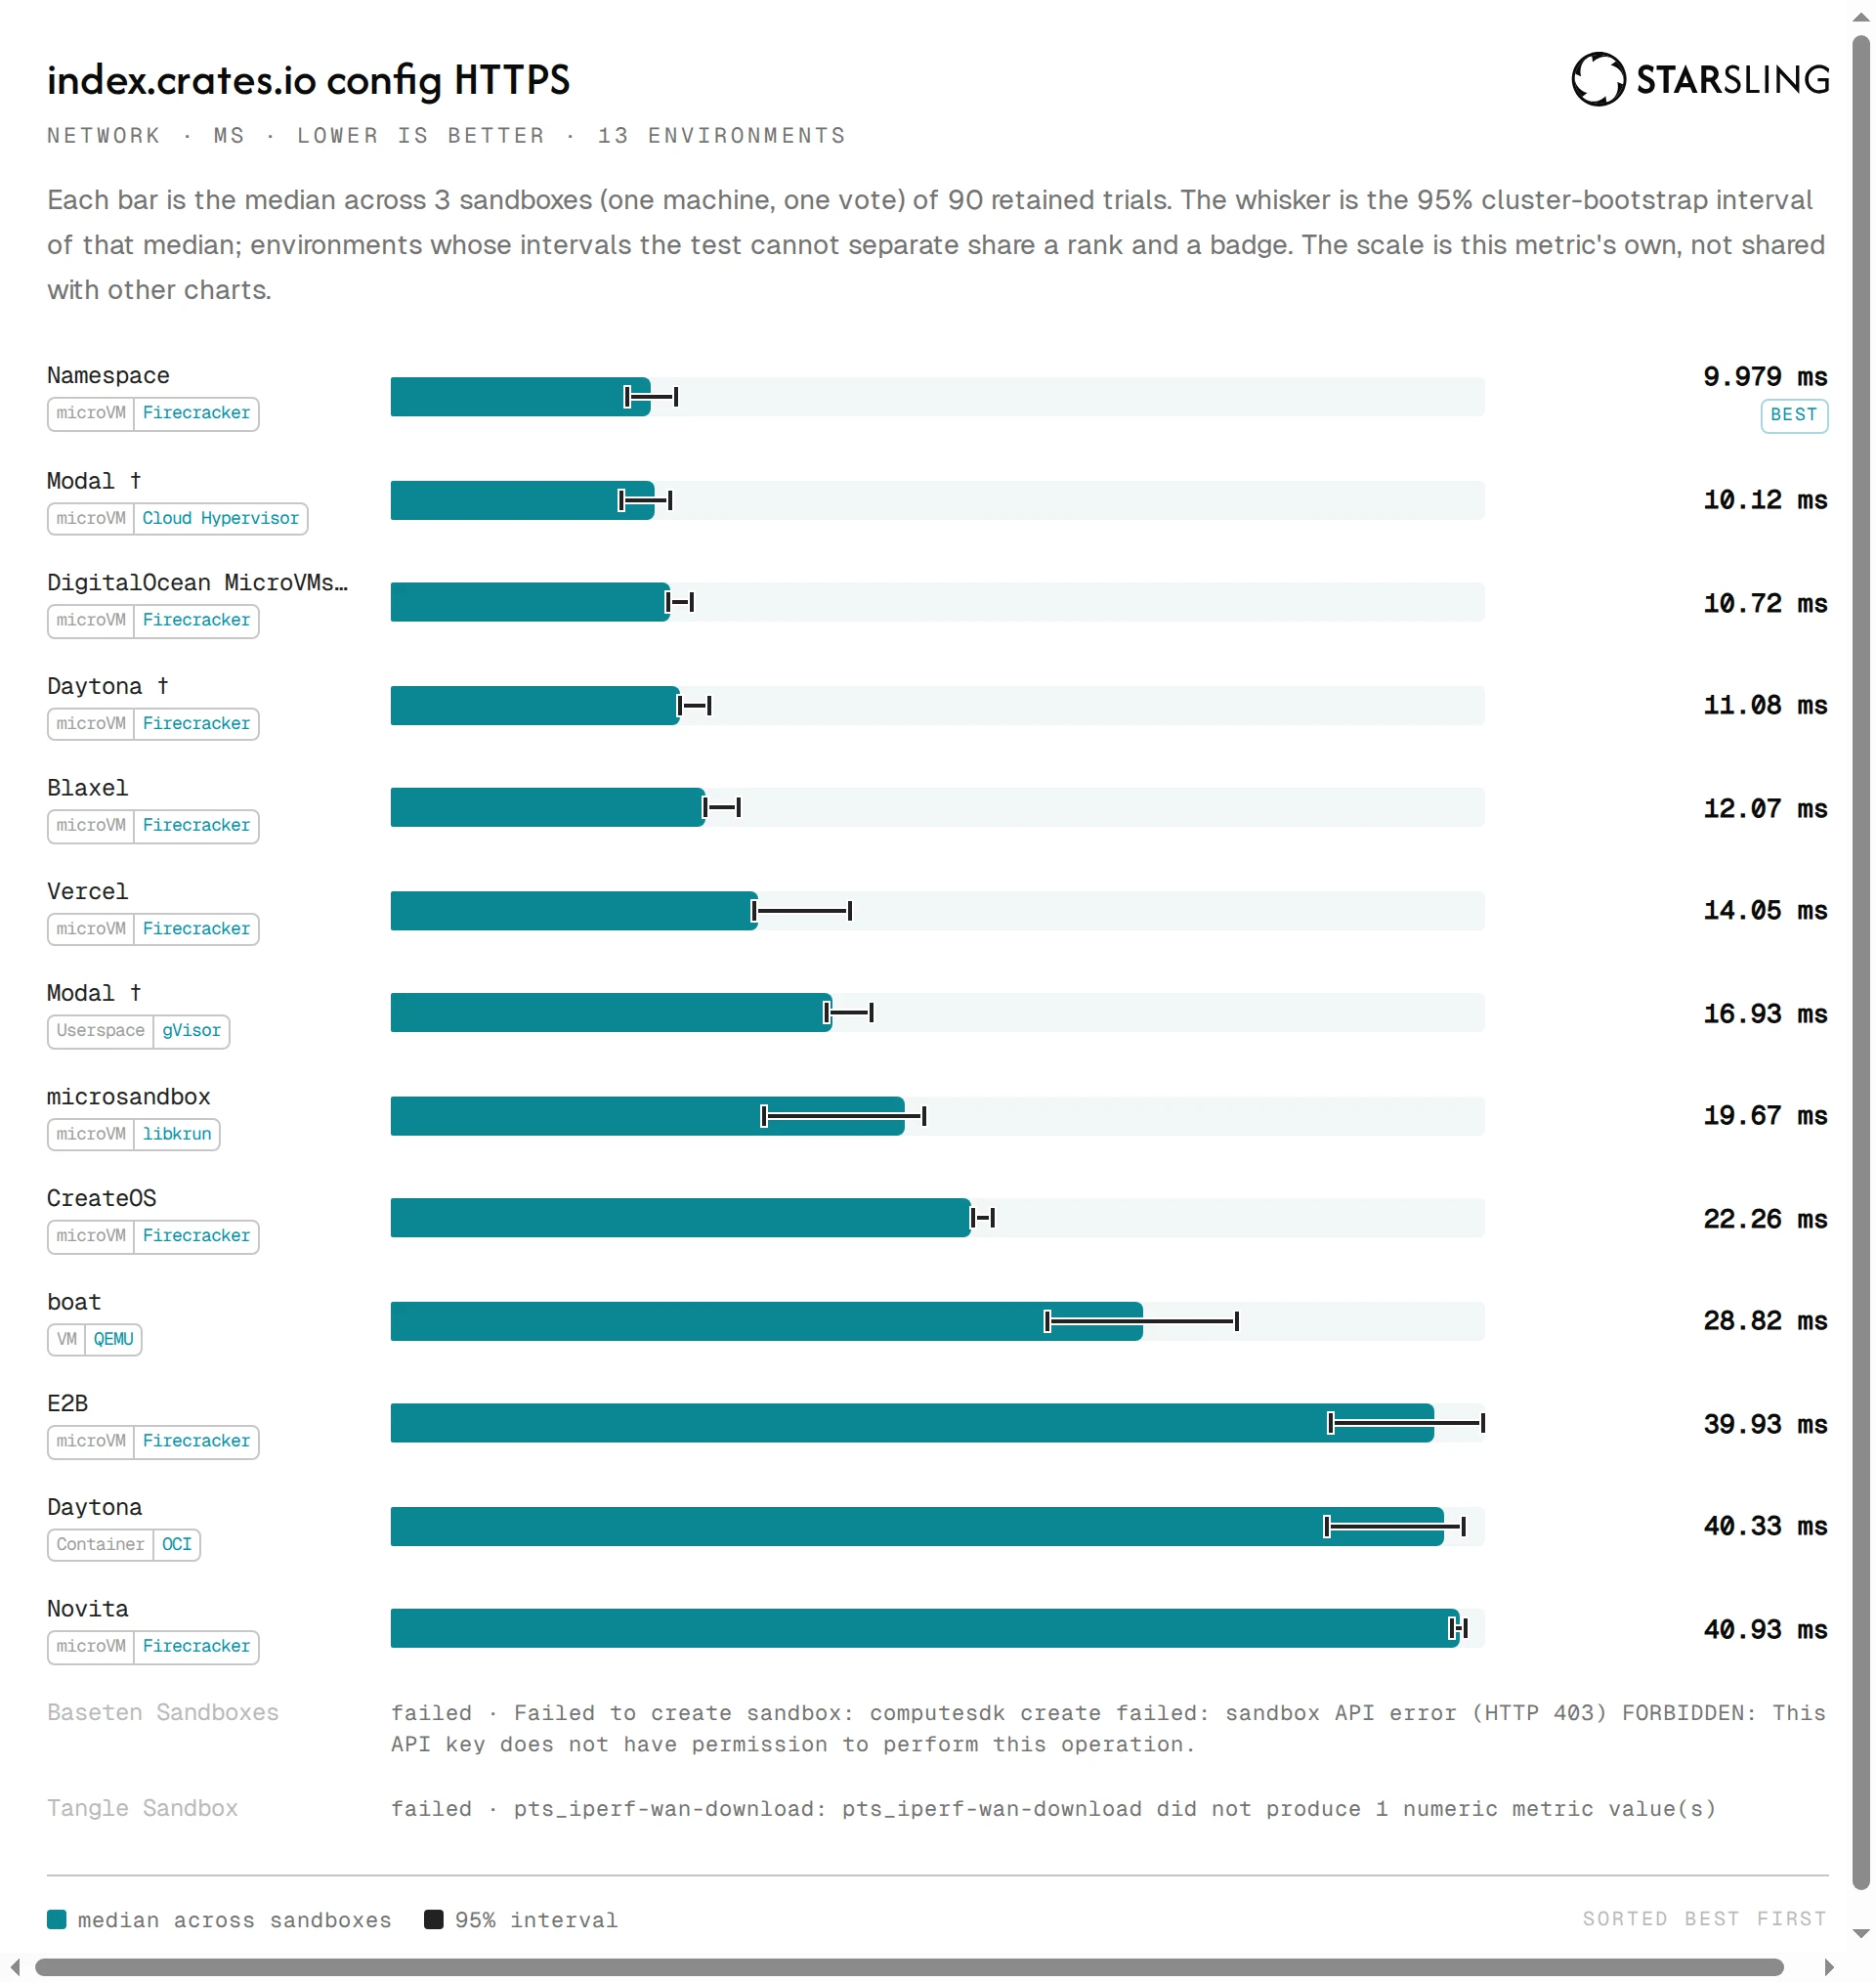 index.crates.io config HTTPS
STARSLING
NETWORK · MS · LOWER IS BETTER · 13 ENVIRONMENTS
Each bar is the median across 3 sandboxes (one machine, one vote) of 90 retained trials. The whisker is the 95% cluster-bootstrap interval
of that median; environments whose intervals the test cannot separate share a rank and a badge. The scale is this metric's own, not shared
with other charts.
Namespace
microVM Firecracker
9.979 ms
BEST
Modal †
microVM Cloud Hypervisor
10.12 ms
DigitalOcean MicroVMs…
microVM Firecracker
10.72 ms
Daytona †
microVM Firecracker
11.08 ms
Blaxel
microVM Firecracker
12.07 ms
Vercel
microVM Firecracker
14.05 ms
Modal †
Userspace gVisor
16.93 ms
microsandbox
microVM libkrun
19.67 ms
CreateOS
microVM Firecracker
22.26 ms
boat
VM QEMU
28.82 ms
E2B
microVM Firecracker
39.93 ms
Daytona
Container OCI
40.33 ms
Novita
microVM Firecracker
40.93 ms
Baseten Sandboxes
failed · Failed to create sandbox: computesdk create failed: sandbox API error (HTTP 403) FORBIDDEN: This
API key does not have permission to perform this operation.
Tangle Sandbox
failed · pts_iperf-wan-download: pts_iperf-wan-download did not produce 1 numeric metric value(s)
median across sandboxes
95% interval
SORTED BEST FIRST